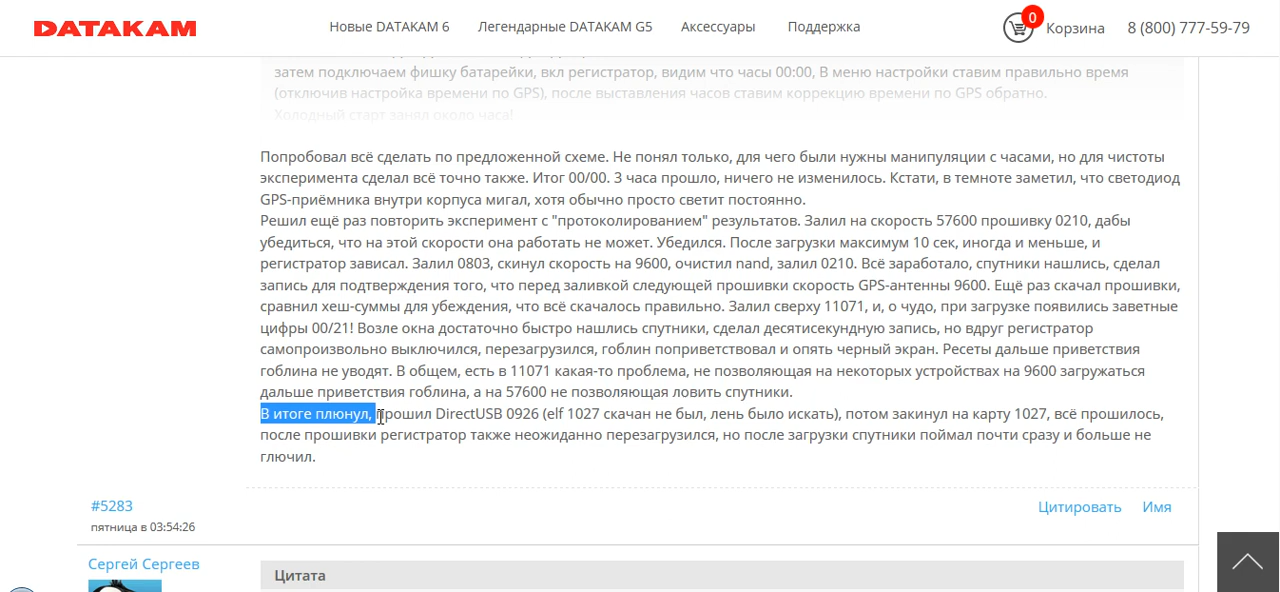 DATAKAM
Новые DATAKAM 6 Легендарные DATAKAM G5 Аксессуары Поддержка 0 Корзина 8 (800) 777-59-79
затем подключаем фишку батарейки, вкл регистратор, видим что часы 00:00, В меню настройки ставим правильно время
(отключив настройка времени по GPS), после выставления часов ставим коррекцию времени по GPS обратно.
Холодный старт занял около часа!
Попробовал всё сделать по предложенной схеме. Не понял только, для чего были нужны манипуляции с часами, но для чистоты
эксперимента сделал всё точно также. Итог 00/00. 3 часа прошло, ничего не изменилось. Кстати, в темноте заметил, что светодиод
GPS-приёмника внутри корпуса мигал, хотя обычно просто светит постоянно.
Решил ещё раз повторить эксперимент с "протоколированием" результатов. Залил на скорость 57600 прошивку 0210, дабы
убедиться, что на этой скорости она работать не может. Убедился. После загрузки максимум 10 сек, иногда и меньше, и
регистратор зависал. Залил 0803, скинул скорость на 9600, очистил nand, залил 0210. Всё заработало, спутники нашлись, сделал
запись для подтверждения того, что перед заливкой следующей прошивки скорость GPS-антенны 9600. Ещё раз скачал прошивки,
сравнил хеш-суммы для убеждения, что всё скачалось правильно. Залил сверху 11071, и, о чудо, при загрузке появились заветные
цифры 00/21! Возле окна достаточно быстро нашлись спутники, сделал десятисекундную запись, но вдруг регистратор
самопроизвольно выключился, перезагрузился, гоблин поприветствовал и опять черный экран. Ресеты дальше приветствия
гоблина не уводят. В общем, есть в 11071 какая-то проблема, не позволяющая на некоторых устройствах на 9600 загружаться
дальше приветствия гоблина, а на 57600 не позволяющая ловить спутники.
В итоге плюнул, прошил DirectUSB 0926 (elf 1027 скачан не был, лень было искать), потом закинул на карту 1027, всё прошилось,
после прошивки регистратор также неожиданно перезагрузился, но после загрузки спутники поймал почти сразу и больше не
глючил.
#5283 Цитировать Имя
пятница в 03:54:26
Сергей Сергеев
Цитата